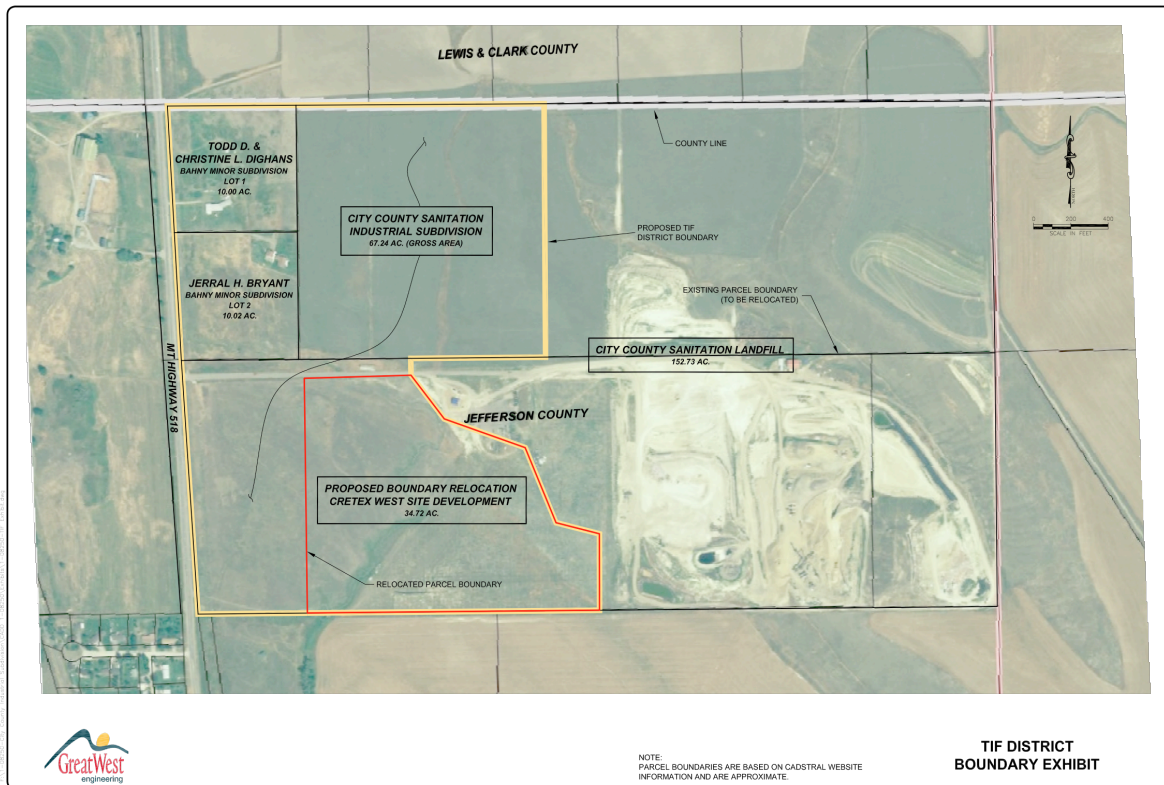 LEWIS & CLARK COUNTY
COUNTY LINE
TODD D. &
CHRISTINE L. DIGHANS
BAHNY MINOR SUBDIVISION
LOT 1
10.00 AC.
CITY COUNTY SANITATION
INDUSTRIAL SUBDIVISION
67.24 AC. (GROSS AREA)
PROPOSED TIF
DISTRICT BOUNDARY
NORTH
0 200 400
SCALE IN FEET
JERRAL H. BRYANT
BAHNY MINOR SUBDIVISION
LOT 2
10.02 AC.
EXISTING PARCEL BOUNDARY
(TO BE RELOCATED)
CITY COUNTY SANITATION LANDFILL
152.73 AC.
MT HIGHWAY 518
JEFFERSON COUNTY
PROPOSED BOUNDARY RELOCATION
CRETEX WEST SITE DEVELOPMENT
34.72 AC.
RELOCATED PARCEL BOUNDARY
GreatWest
engineering
NOTE:
PARCEL BOUNDARIES ARE BASED ON CADSTRAL WEBSITE
INFORMATION AND ARE APPROXIMATE.
TIF DISTRICT
BOUNDARY EXHIBIT